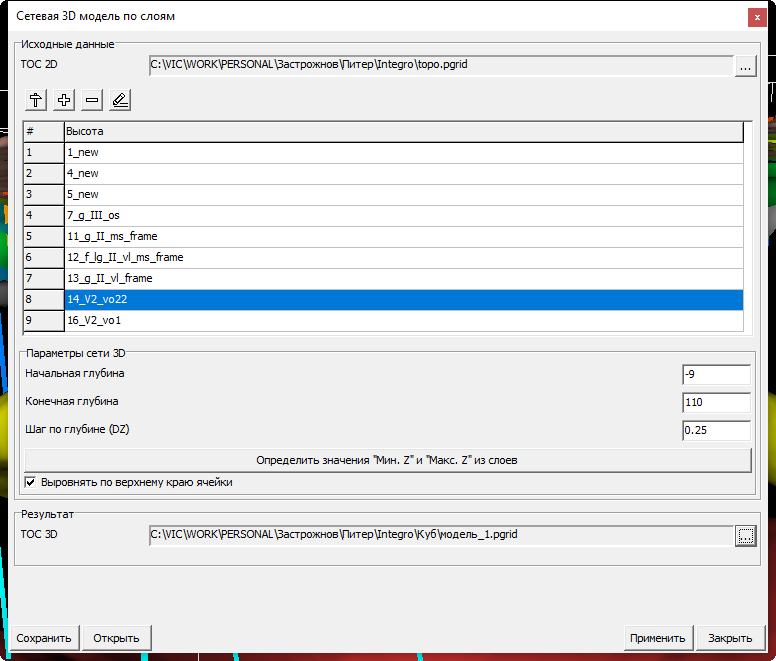 Сетевая 3D модель по слоям
Исходные данные
ТОС 2D C:\VIC\WORK\PERSONAL\Застрожнов\Питер\Integro\topo.pgrid ...
# Высота
1 1_new
2 4_new
3 5_new
4 7_g_III_os
5 11_g_II_ms_frame
6 12_f_lg_II_vl_ms_frame
7 13_g_II_vl_frame
8 14_V2_vo22
9 16_V2_vo1
Параметры сети 3D
Начальная глубина -9
Конечная глубина 110
Шаг по глубине (DZ) 0.25
Определить значения "Мин. Z" и "Макс. Z" из слоев
Выровнять по верхнему краю ячейки
Результат
ТОС 3D C:\VIC\WORK\PERSONAL\Застрожнов\Питер\Integro\Куб\модель_1.pgrid ...
Сохранить Открыть Применить Закрыть